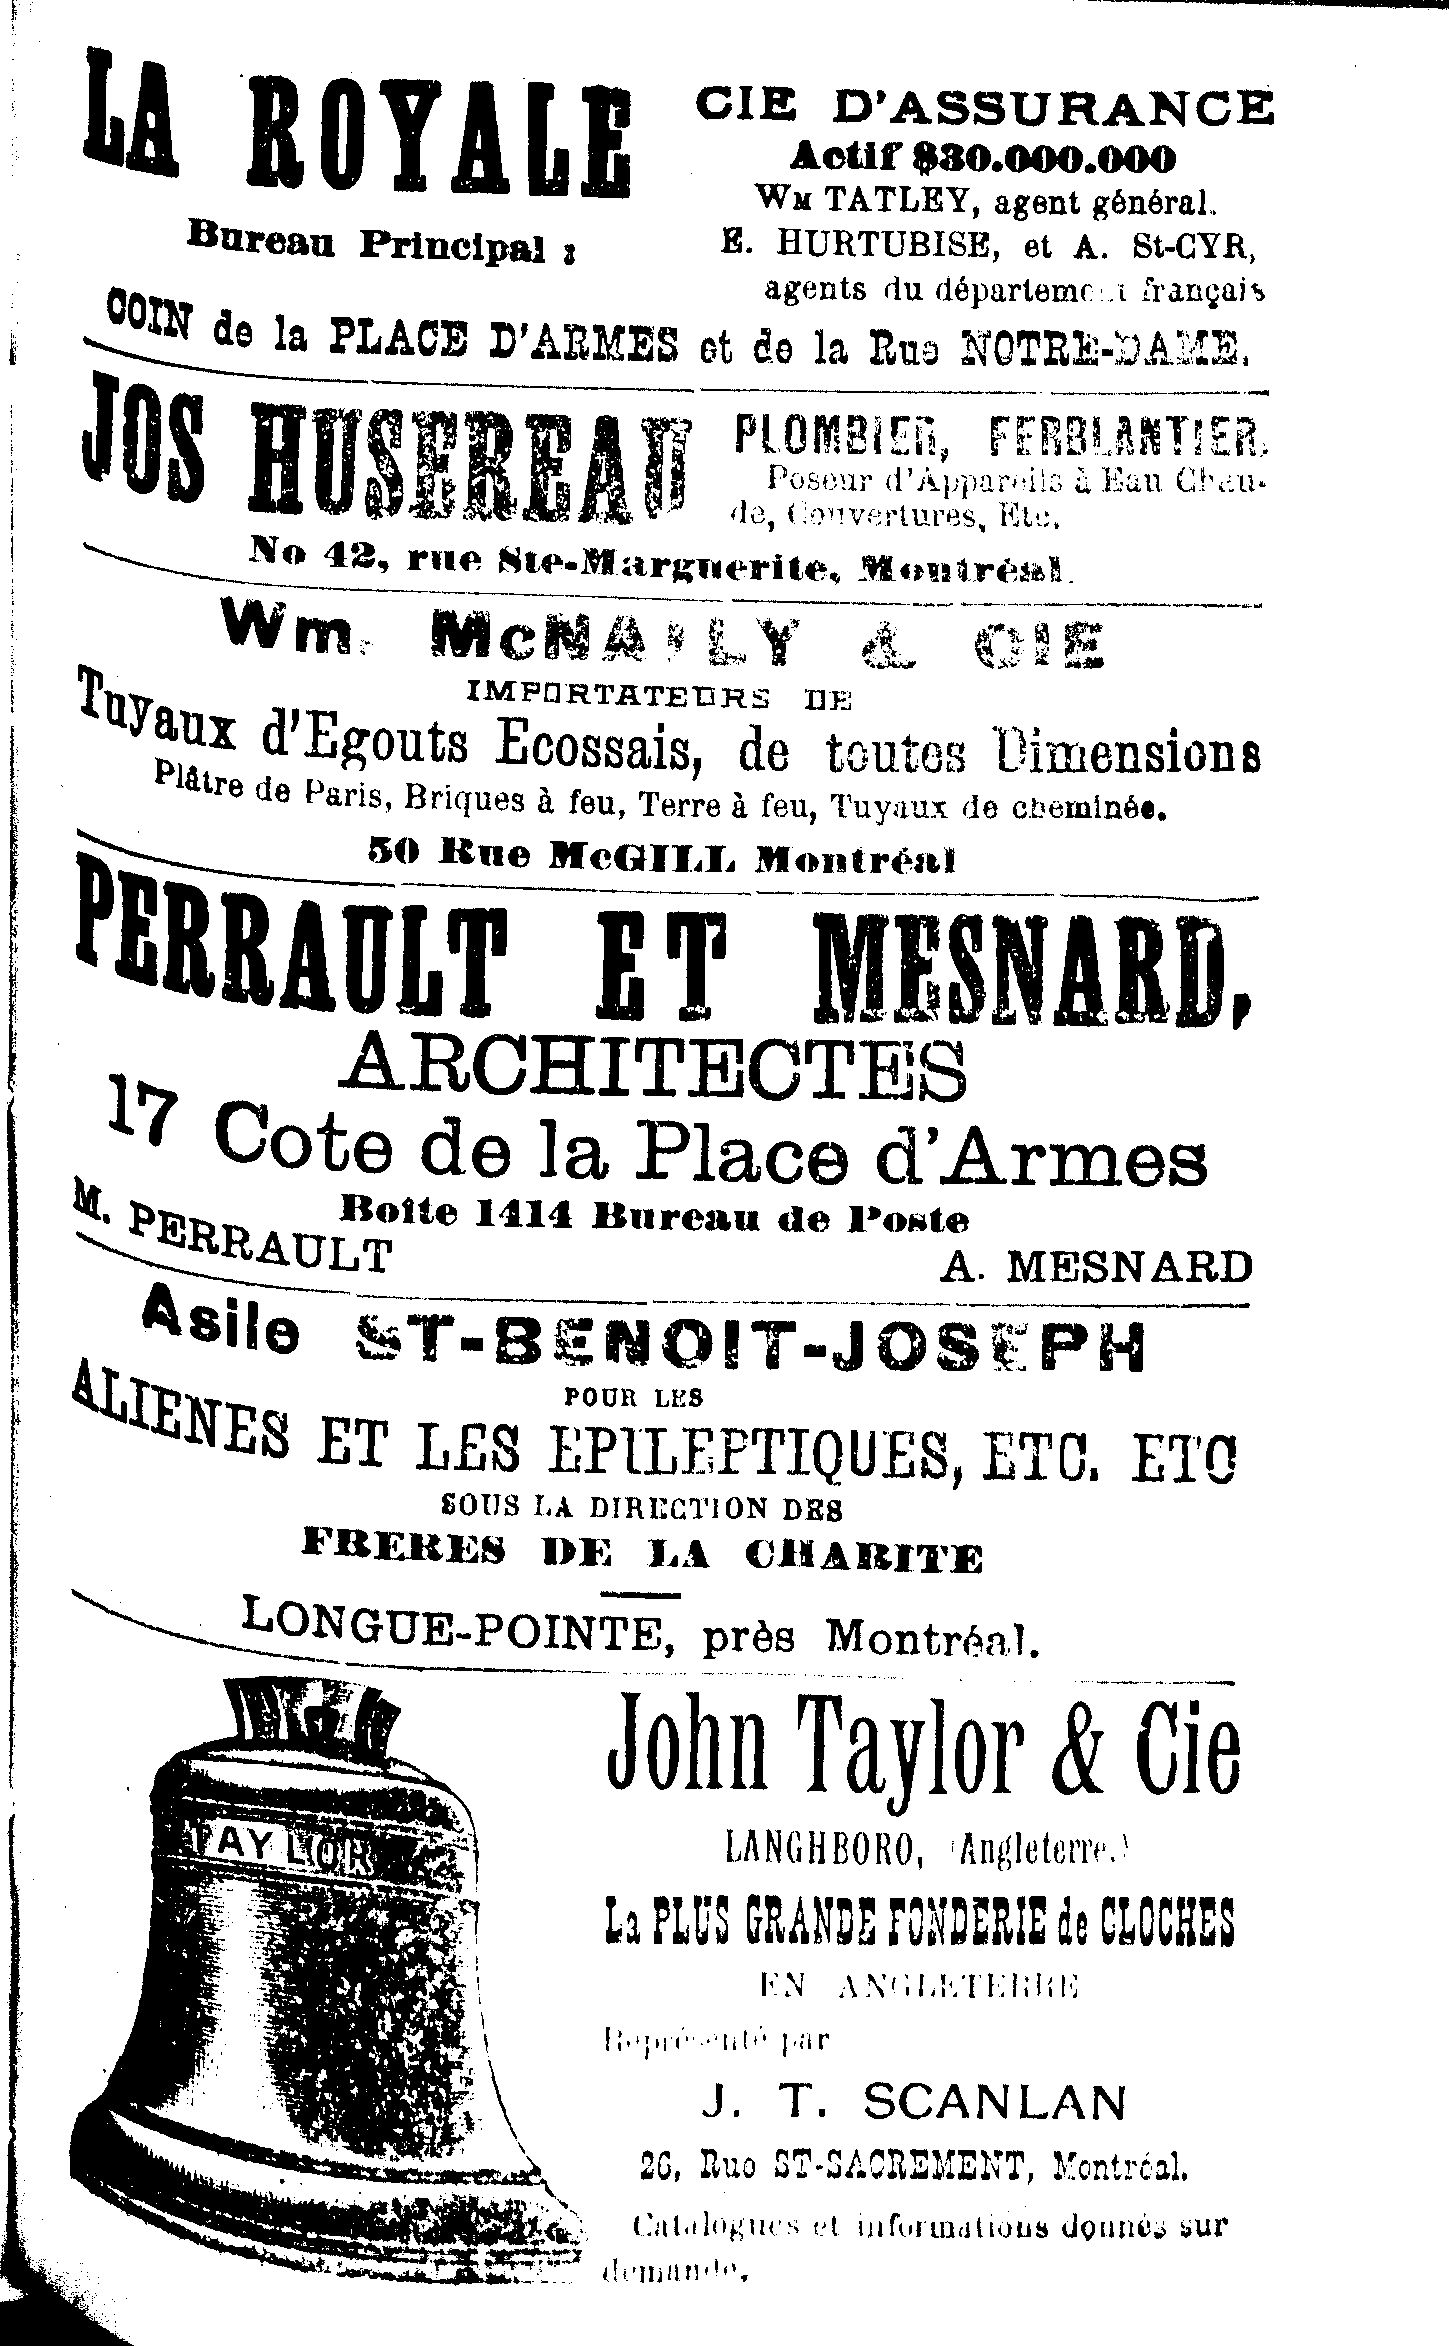 LA ROYALE
CIE D'ASSURANCE
Actif $30.000.000
WM TATLEY, agent général.
Bureau Principal :
E. HURTUBISE, et A. St-CYR,
agents du département français
COIN de la PLACE D'ARMES et de la Rue NOTRE-DAME.
JOS HUSEREAU
PLOMBIER, FERBLANTIER,
Poseur d'Appareils à Eau Chau-
de, Couvertures, Etc.
No 42, rue Ste-Marguerite, Montréal.
Wm. McNALLY & CIE
IMPORTATEURS DE
Tuyaux d'Egouts Ecossais, de toutes Dimensions
Plâtre de Paris, Briques à feu, Terre à feu, Tuyaux de cheminée.
50 Rue McGILL Montréal
PERRAULT ET MESNARD,
ARCHITECTES
17 Cote de la Place d'Armes
Boîte 1414 Bureau de Poste
M. PERRAULT
A. MESNARD
Asile ST-BENOIT-JOSEPH
POUR LES
ALIENES ET LES EPILEPTIQUES, ETC. ETC
SOUS LA DIRECTION DES
FRERES DE LA CHARITE
LONGUE-POINTE, près Montréal.
TAYLOR
John Taylor & Cie
LANGHBORO, (Angleterre.)
La PLUS GRANDE FONDERIE de CLOCHES
EN ANGLETERRE
Représenté par
J. T. SCANLAN
26, Rue ST-SACREMENT, Montréal.
Catalogues et informations donnés sur
demande.